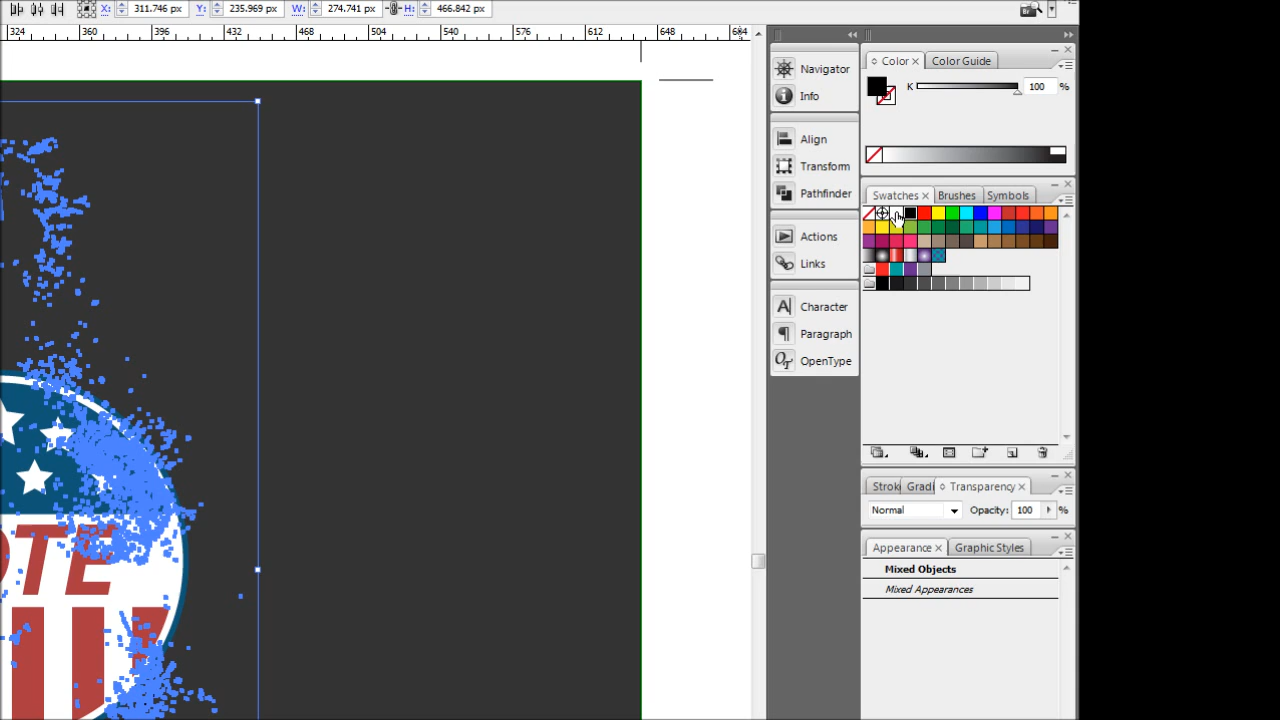 X: 311.746 px Y: 235.969 px W: 274.741 px H: 466.842 px
324 360 396 432 468 504 540 576 612 648 684
Navigator
Info
Align
Transform
Pathfinder
Actions
Links
Character
Paragraph
OpenType
Color × Color Guide
K 100 %
Swatches × Brushes Symbols
Strok Gradi Transparency ×
Normal Opacity: 100 %
Appearance × Graphic Styles
Mixed Objects
Mixed Appearances
OTE